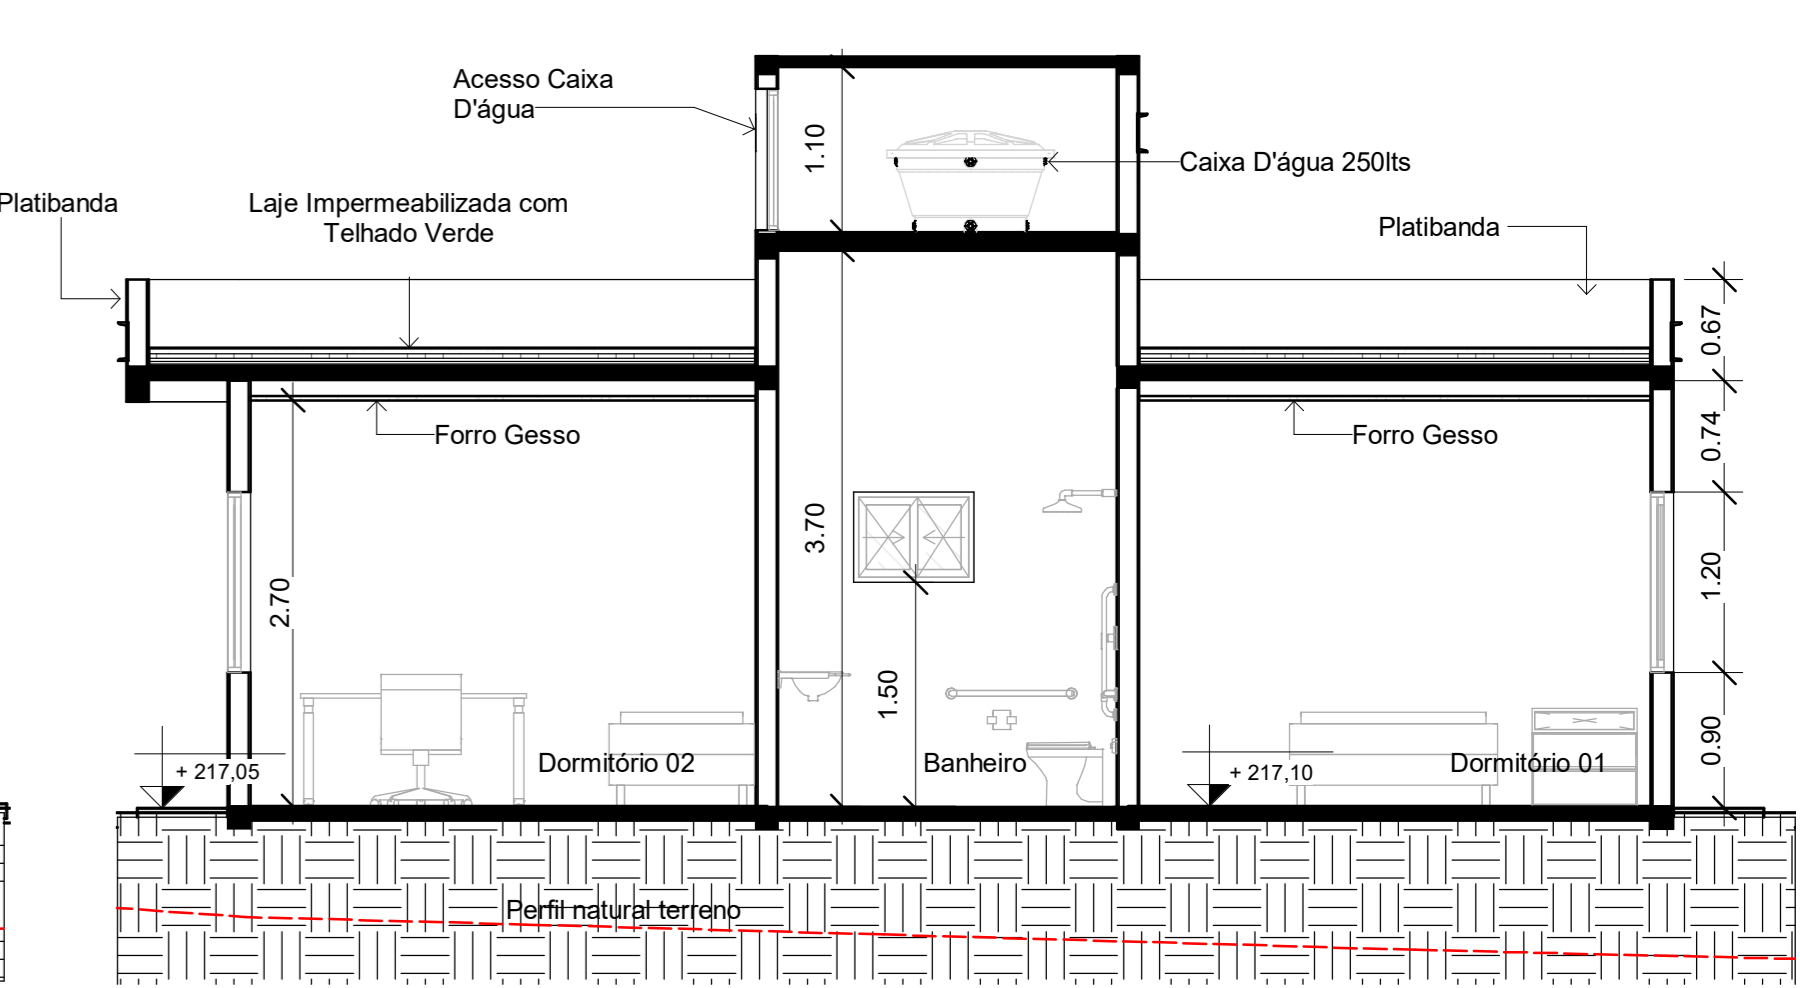 Acesso Caixa
D'água
1.10
Caixa D'água 250lts
Platibanda
Laje Impermeabilizada com
Telhado Verde
Platibanda
0.67
Forro Gesso
Forro Gesso
0.74
3.70
2.70
1.20
1.50
0.90
+ 217,05
Dormitório 02
Banheiro
+ 217,10
Dormitório 01
Perfil natural terreno